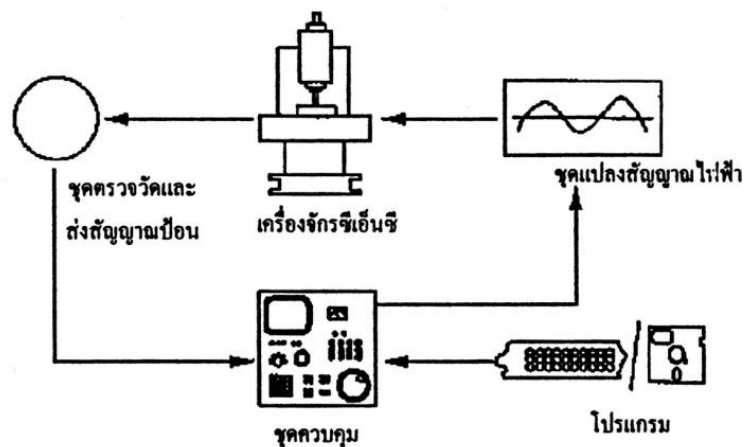 ชุดแปลงสัญญาณไฟฟ้า
ชุดตรวจวัดและ
ส่งสัญญาณป้อน
เครื่องจักรซีเอ็นซี
โปรแกรม
ชุดควบคุม